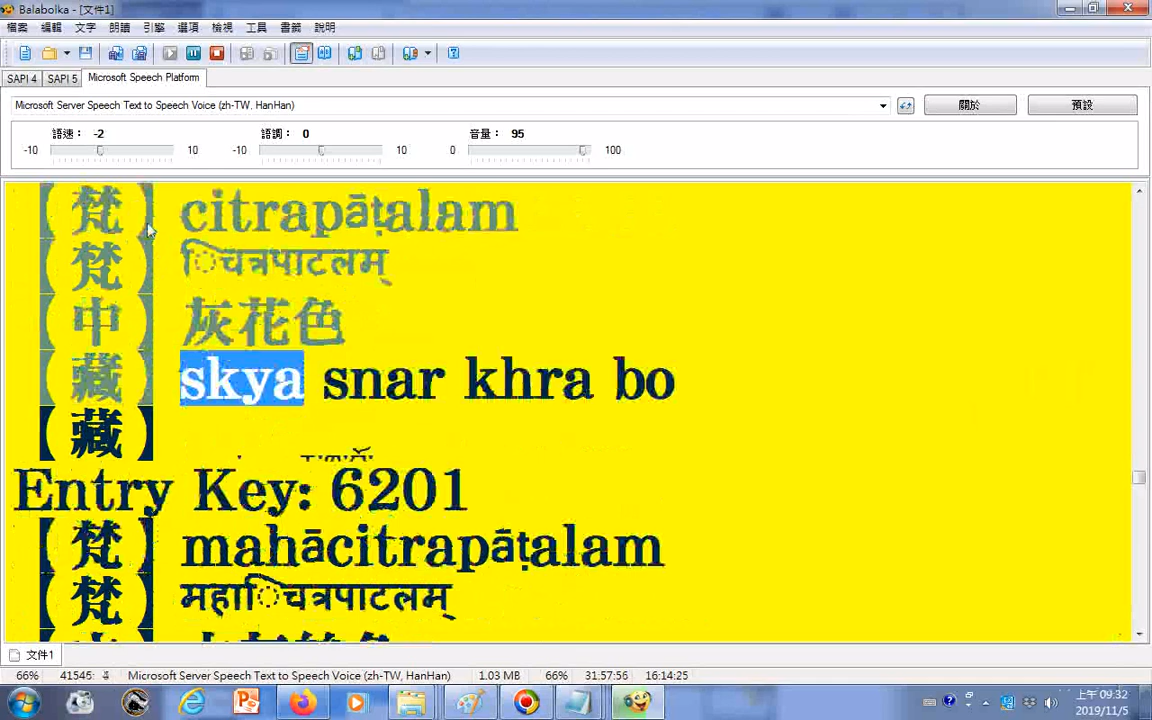 Balabolka - [文件1]
檔案 編輯 文字 朗讀 引擎 選項 檢視 工具 書籤 說明
SAPI 4 SAPI 5 Microsoft Speech Platform
Microsoft Server Speech Text to Speech Voice (zh-TW, HanHan) 關於 預設
語速： -2 語調： 0 音量： 95
-10 10 -10 10 0 100
【梵】 citrapāṭalam
【梵】 िचत्रपाटलम्
【中】 灰花色
【藏】 skya snar khra bo
【藏】
Entry Key: 6201
【梵】 mahācitrapāṭalam
【梵】 महािचत्रपाटलम्
文件1
66% 41545: Microsoft Server Speech Text to Speech Voice (zh-TW, HanHan) 1.03 MB 66% 31:57:56 16:14:25
上午 09:32
2019/11/5